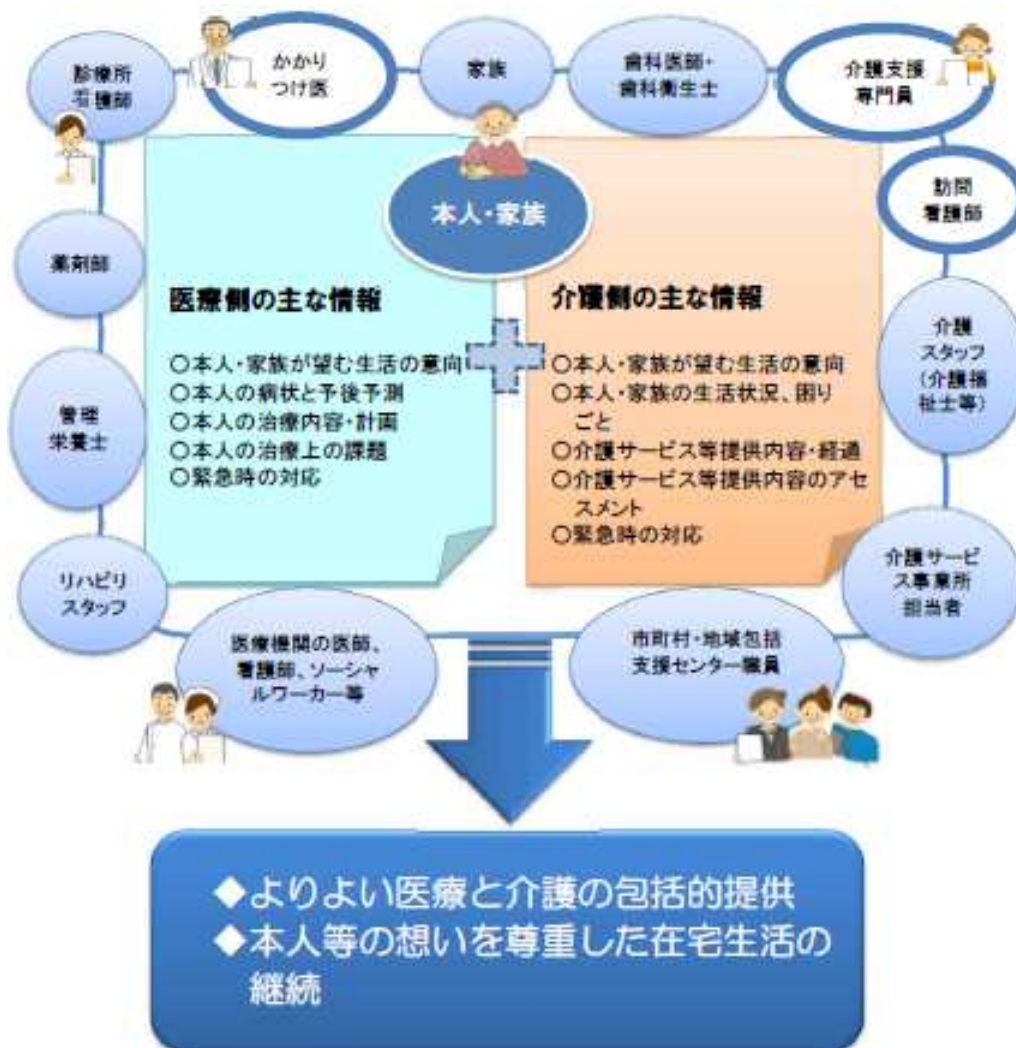 診療所
看護師
かかり
つけ医
家族
歯科医師・
歯科衛生士
介護支援
専門員
訪問
看護師
本人・家族
薬剤師
管理
栄養士
リハビリ
スタッフ
医療側の主な情報
○本人・家族が望む生活の意向
○本人の病状と予後予測
○本人の治療内容・計画
○本人の治療上の課題
○緊急時の対応
介護側の主な情報
○本人・家族が望む生活の意向
○本人・家族の生活状況、困り
ごと
○介護サービス等提供内容・経過
○介護サービス等提供内容のアセ
スメント
○緊急時の対応
介護
スタッフ
(介護福
祉士等)
介護サービ
ス事業所
担当者
医療機関の医師、
看護師、ソーシャ
ルワーカー等
市町村・地域包括
支援センター職員
◆よりよい医療と介護の包括的提供
◆本人等の想いを尊重した在宅生活の
継続